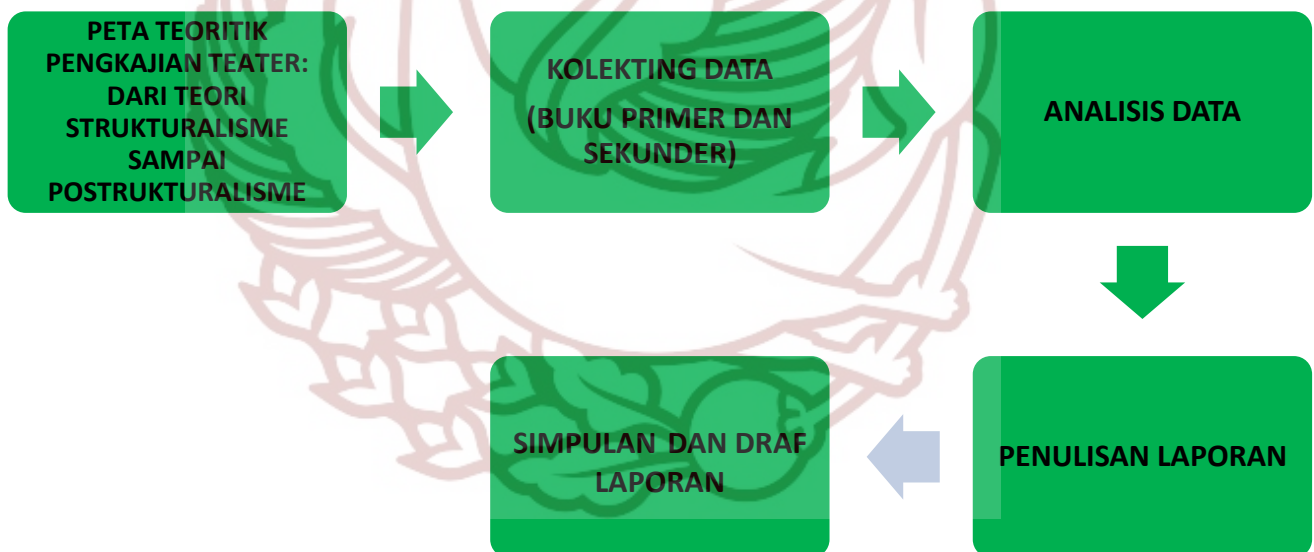 PETA TEORITIK
PENGKAJIAN TEATER:
DARI TEORI
STRUKTURALISME
SAMPAI
POSTRUKTURALISME
KOLEKTING DATA
(BUKU PRIMER DAN
SEKUNDER)
ANALISIS DATA
PENULISAN LAPORAN
SIMPULAN DAN DRAF
LAPORAN